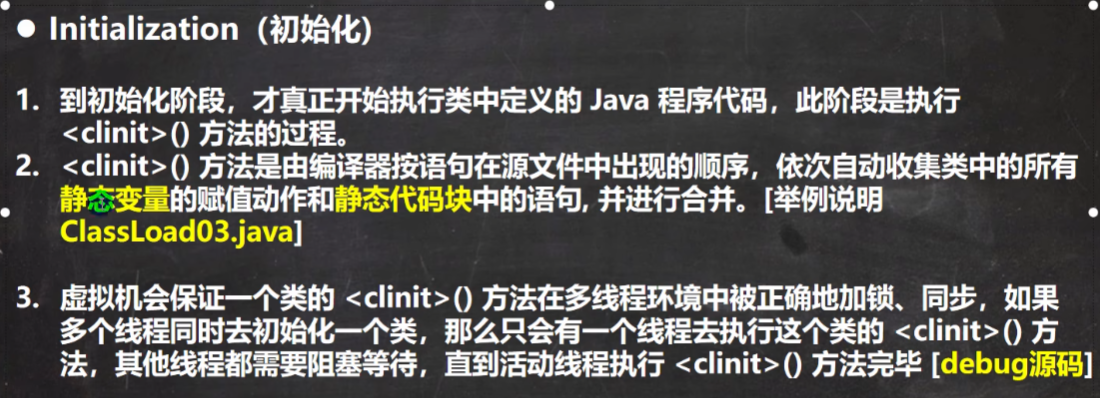 ● Initialization（初始化）
1. 到初始化阶段，才真正开始执行类中定义的 Java 程序代码，此阶段是执行
<clinit>() 方法的过程。
2. <clinit>() 方法是由编译器按语句在源文件中出现的顺序，依次自动收集类中的所有
静态变量的赋值动作和静态代码块中的语句, 并进行合并。[举例说明
ClassLoad03.java]
3. 虚拟机会保证一个类的 <clinit>() 方法在多线程环境中被正确地加锁、同步，如果
多个线程同时去初始化一个类，那么只会有一个线程去执行这个类的 <clinit>() 方
法，其他线程都需要阻塞等待，直到活动线程执行 <clinit>() 方法完毕 [debug源码]